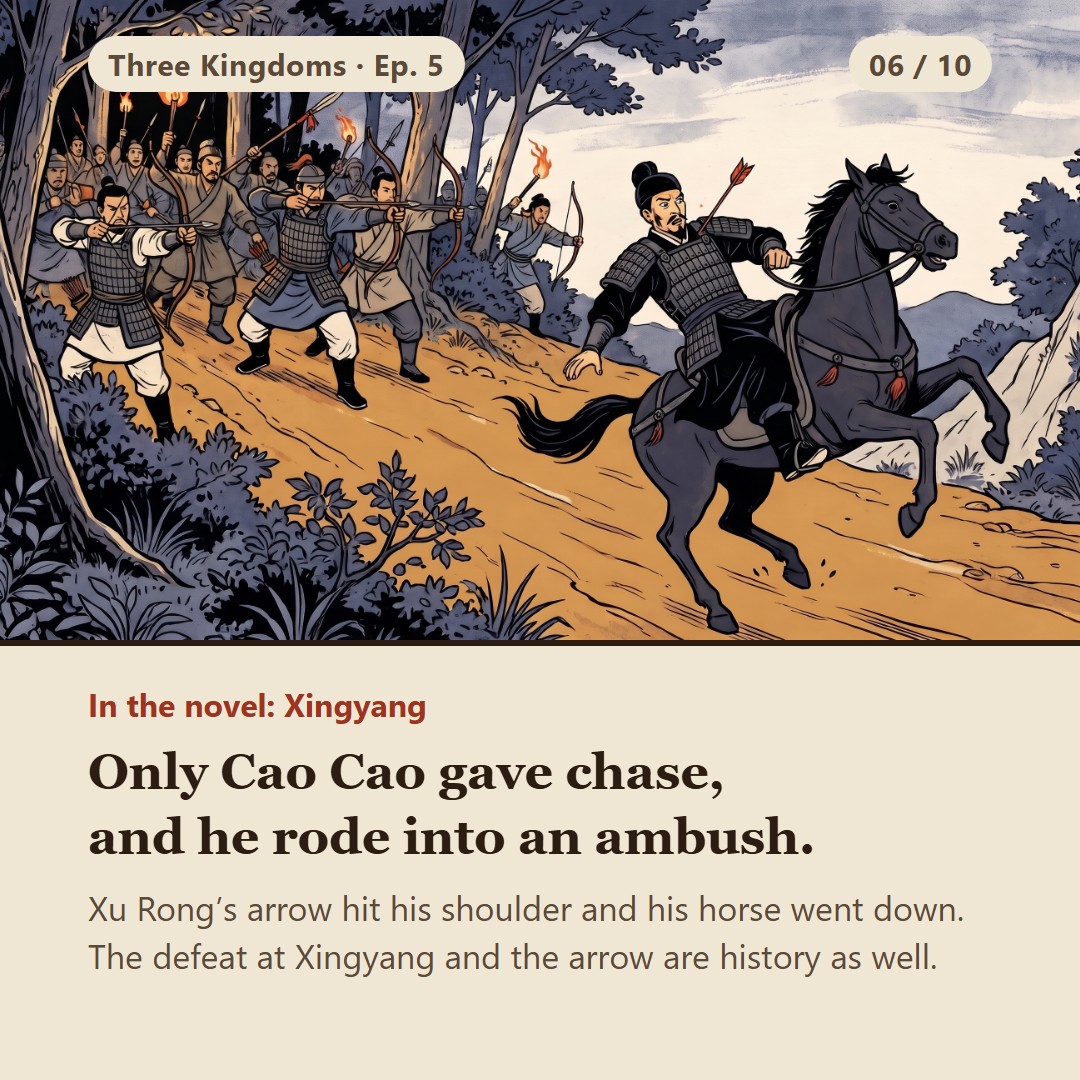 Three Kingdoms · Ep. 5
06 / 10
In the novel: Xingyang
Only Cao Cao gave chase,
and he rode into an ambush.
Xu Rong’s arrow hit his shoulder and his horse went down.
The defeat at Xingyang and the arrow are history as well.